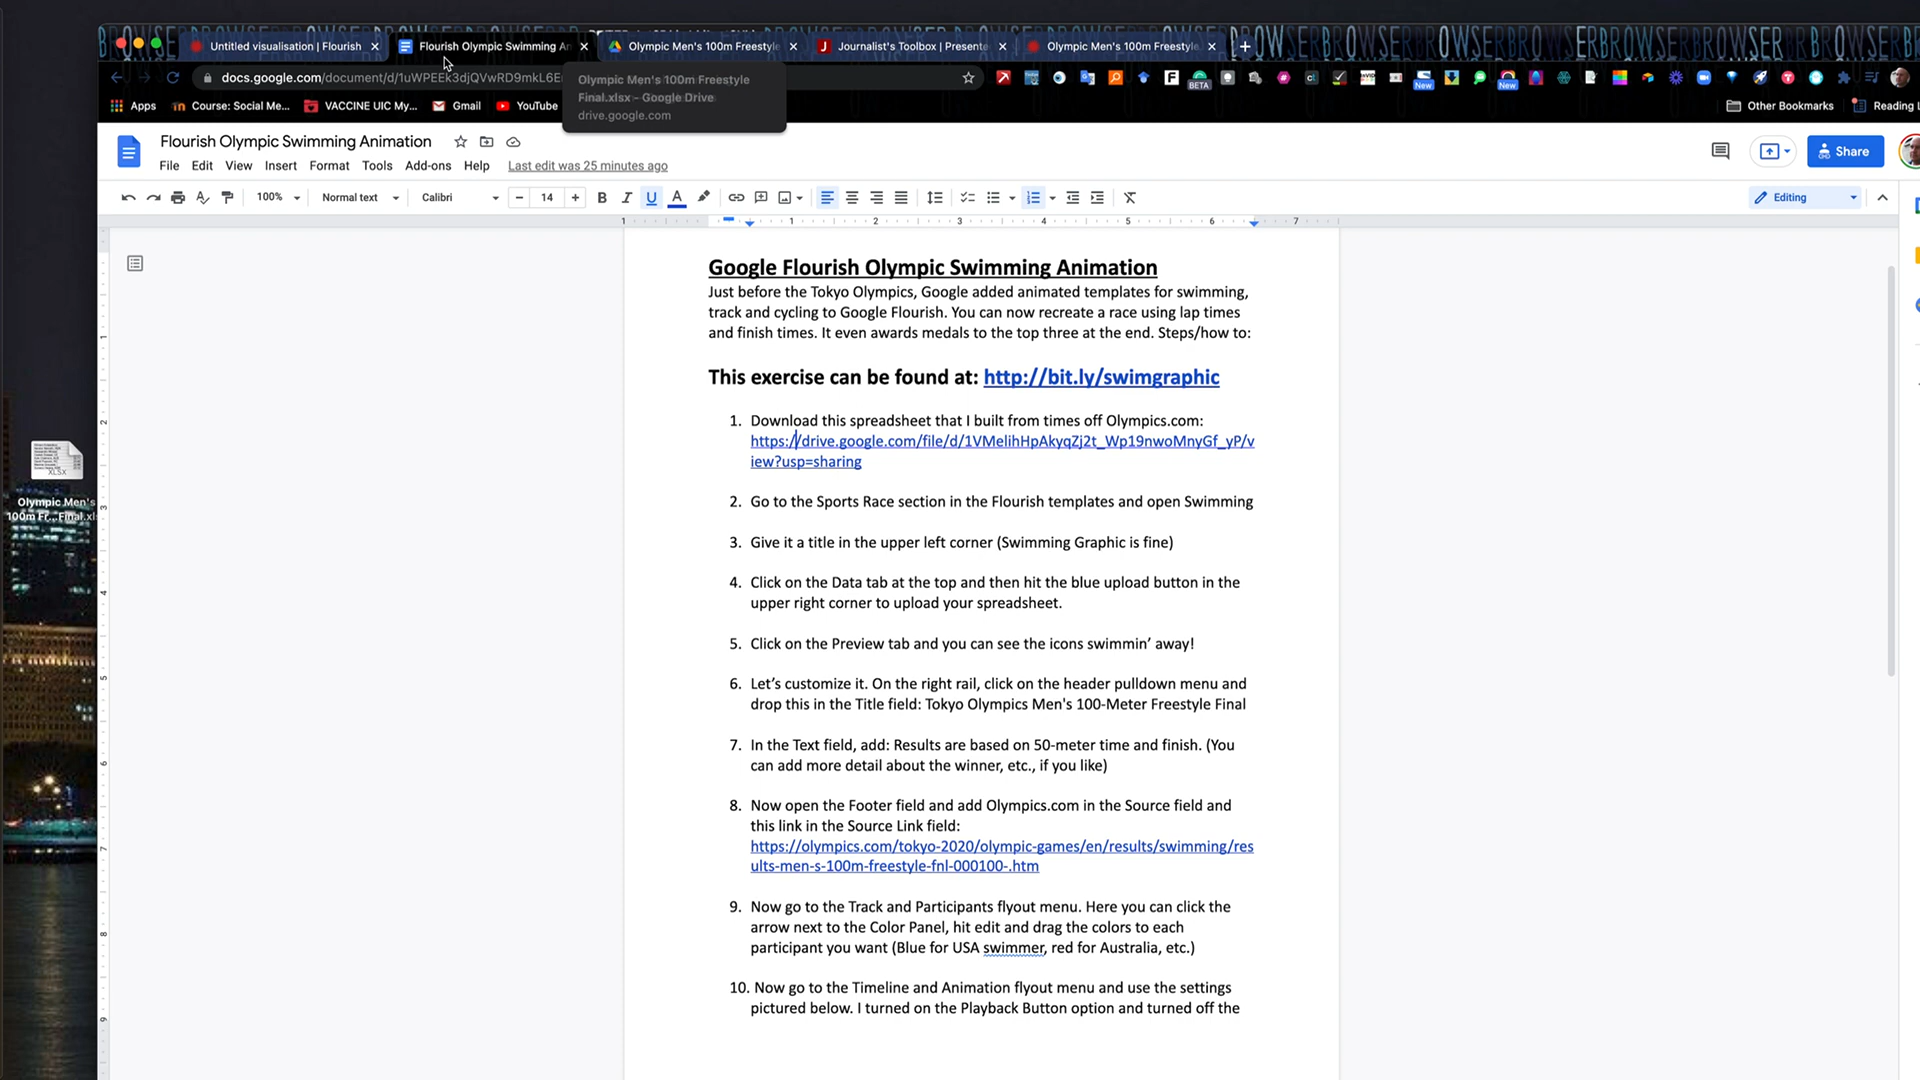 Untitled visualisation | Flourish
Flourish Olympic Swimming An
Olympic Men's 100m Freestyle
Journalist's Toolbox | Presente
Olympic Men's 100m Freestyle
docs.google.com/document/d/1uWPEEk3djQVwRD9mkL6E
BETA
New
New
Olympic Men's 100m Freestyle
Final.xlsx – Google Drive
drive.google.com
Apps
Course: Social Me...
VACCINE UIC My...
Gmail
YouTube
Other Bookmarks
Reading L
Flourish Olympic Swimming Animation
File Edit View Insert Format Tools Add-ons Help Last edit was 25 minutes ago
Share
100% Normal text Calibri 14 Editing
1 1 2 3 4 5 6 7
Google Flourish Olympic Swimming Animation
Just before the Tokyo Olympics, Google added animated templates for swimming,
track and cycling to Google Flourish. You can now recreate a race using lap times
and finish times. It even awards medals to the top three at the end. Steps/how to:
This exercise can be found at: http://bit.ly/swimgraphic
1. Download this spreadsheet that I built from times off Olympics.com:
https://drive.google.com/file/d/1VMelihHpAkyqZj2t_Wp19nwoMnyGf_yP/v
iew?usp=sharing
2. Go to the Sports Race section in the Flourish templates and open Swimming
3. Give it a title in the upper left corner (Swimming Graphic is fine)
4. Click on the Data tab at the top and then hit the blue upload button in the
upper right corner to upload your spreadsheet.
5. Click on the Preview tab and you can see the icons swimmin’ away!
6. Let’s customize it. On the right rail, click on the header pulldown menu and
drop this in the Title field: Tokyo Olympics Men's 100-Meter Freestyle Final
7. In the Text field, add: Results are based on 50-meter time and finish. (You
can add more detail about the winner, etc., if you like)
8. Now open the Footer field and add Olympics.com in the Source field and
this link in the Source Link field:
https://olympics.com/tokyo-2020/olympic-games/en/results/swimming/res
ults-men-s-100m-freestyle-fnl-000100-.htm
9. Now go to the Track and Participants flyout menu. Here you can click the
arrow next to the Color Panel, hit edit and drag the colors to each
participant you want (Blue for USA swimmer, red for Australia, etc.)
10. Now go to the Timeline and Animation flyout menu and use the settings
pictured below. I turned on the Playback Button option and turned off the
XLSX
Olympic Men's
100m Fr...Final.xls